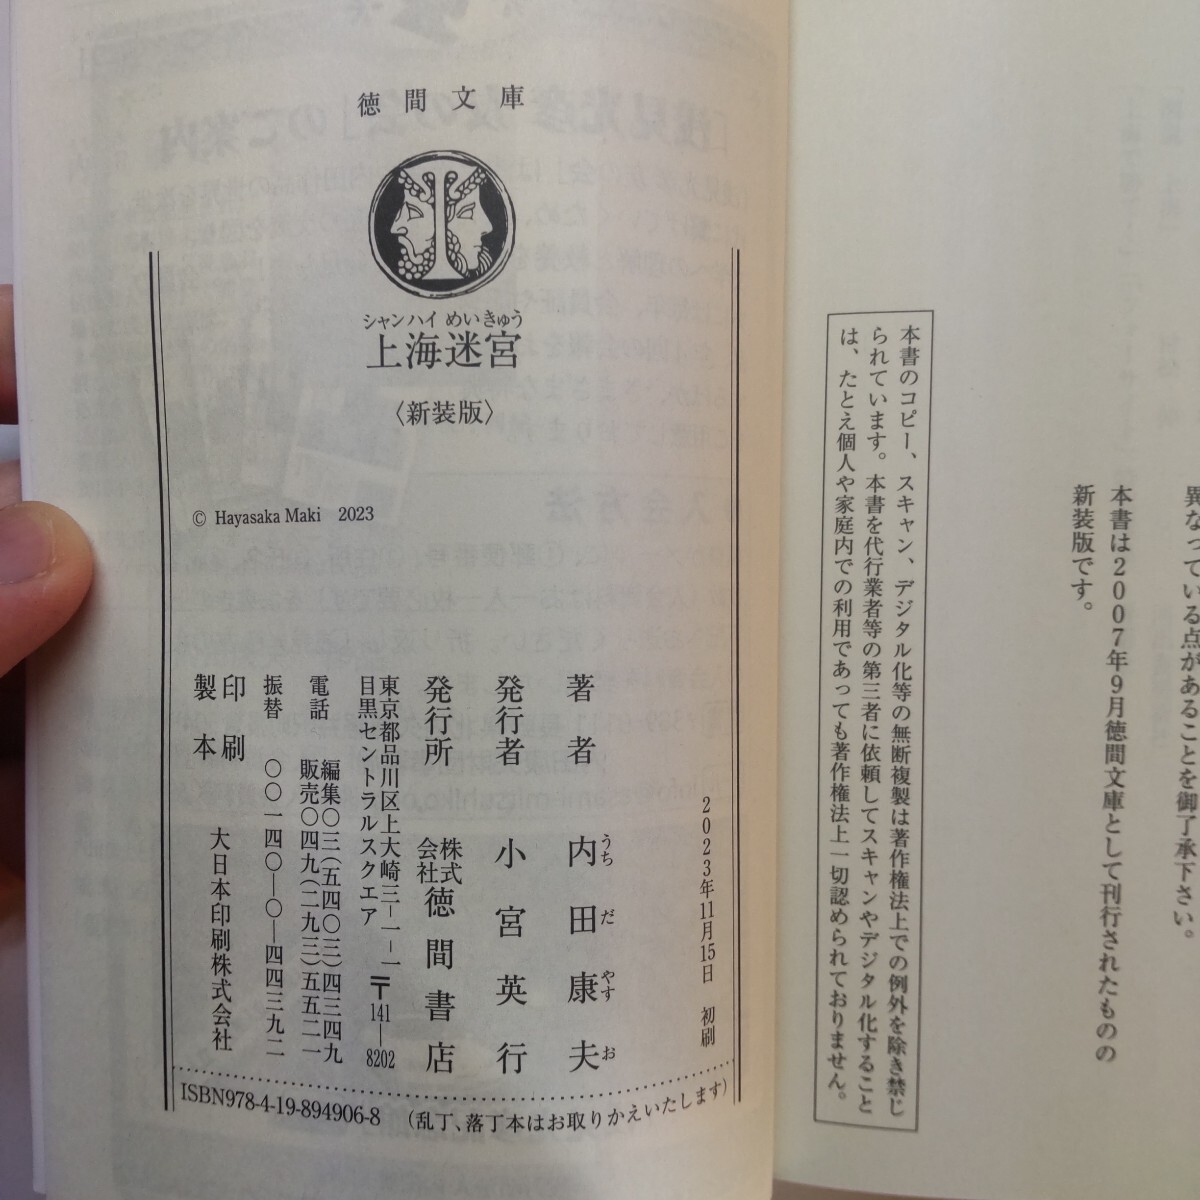 異なっている点があることを御了承下さい。
本書は2007年9月徳間文庫として刊行されたものの
新装版です。
本書のコピー、スキャン、デジタル化等の無断複製は著作権法上での例外を除き禁じ
られています。本書を代行業者等の第三者に依頼してスキャンやデジタル化すること
は、たとえ個人や家庭内での利用であっても著作権法上一切認められておりません。
徳間文庫
シャンハイ めいきゅう
上海迷宮
〈新装版〉
© Hayasaka Maki 2023
2023年11月15日 初刷
著者 内田康夫
うちだやすお
発行者 小宮英行
発行所 株式会社徳間書店
東京都品川区上大崎三―一―一
目黒セントラルスクエア 〒141―8202
電話 編集〇三(五四〇三)四三四九
販売〇四九(二九三)五五二一
振替 〇〇一四〇―〇―四四三九二
印刷
製本 大日本印刷株式会社
ISBN978-4-19-894906-8 (乱丁、落丁本はお取りかえいたします)